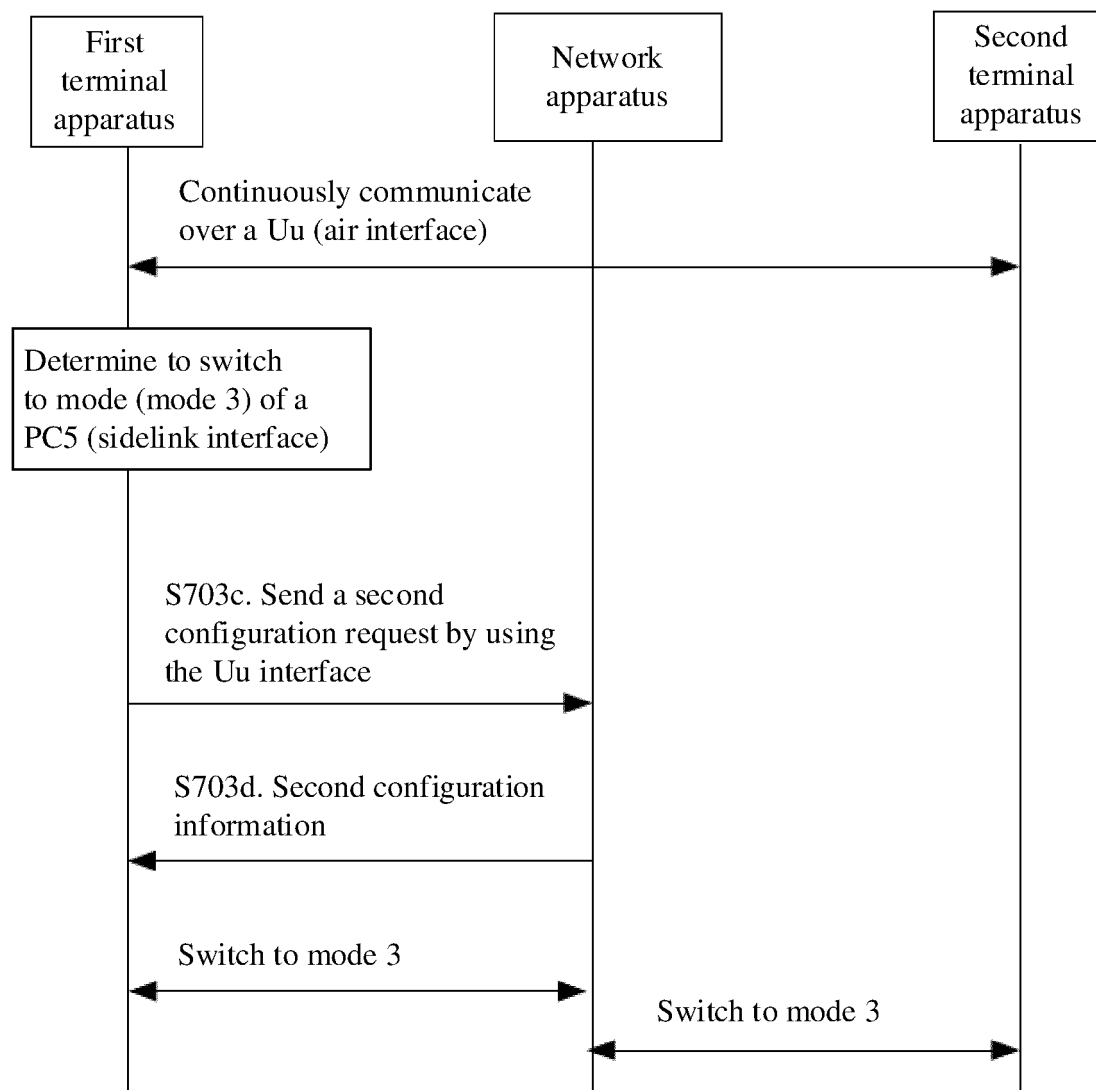 First
terminal
apparatus
Network
apparatus
Second
terminal
apparatus
Continuously communicate
over a Uu (air interface)
Determine to switch
to mode (mode 3) of a
PC5 (sidelink interface)
S703c. Send a second
configuration request by using
the Uu interface
S703d. Second configuration
information
Switch to mode 3
Switch to mode 3